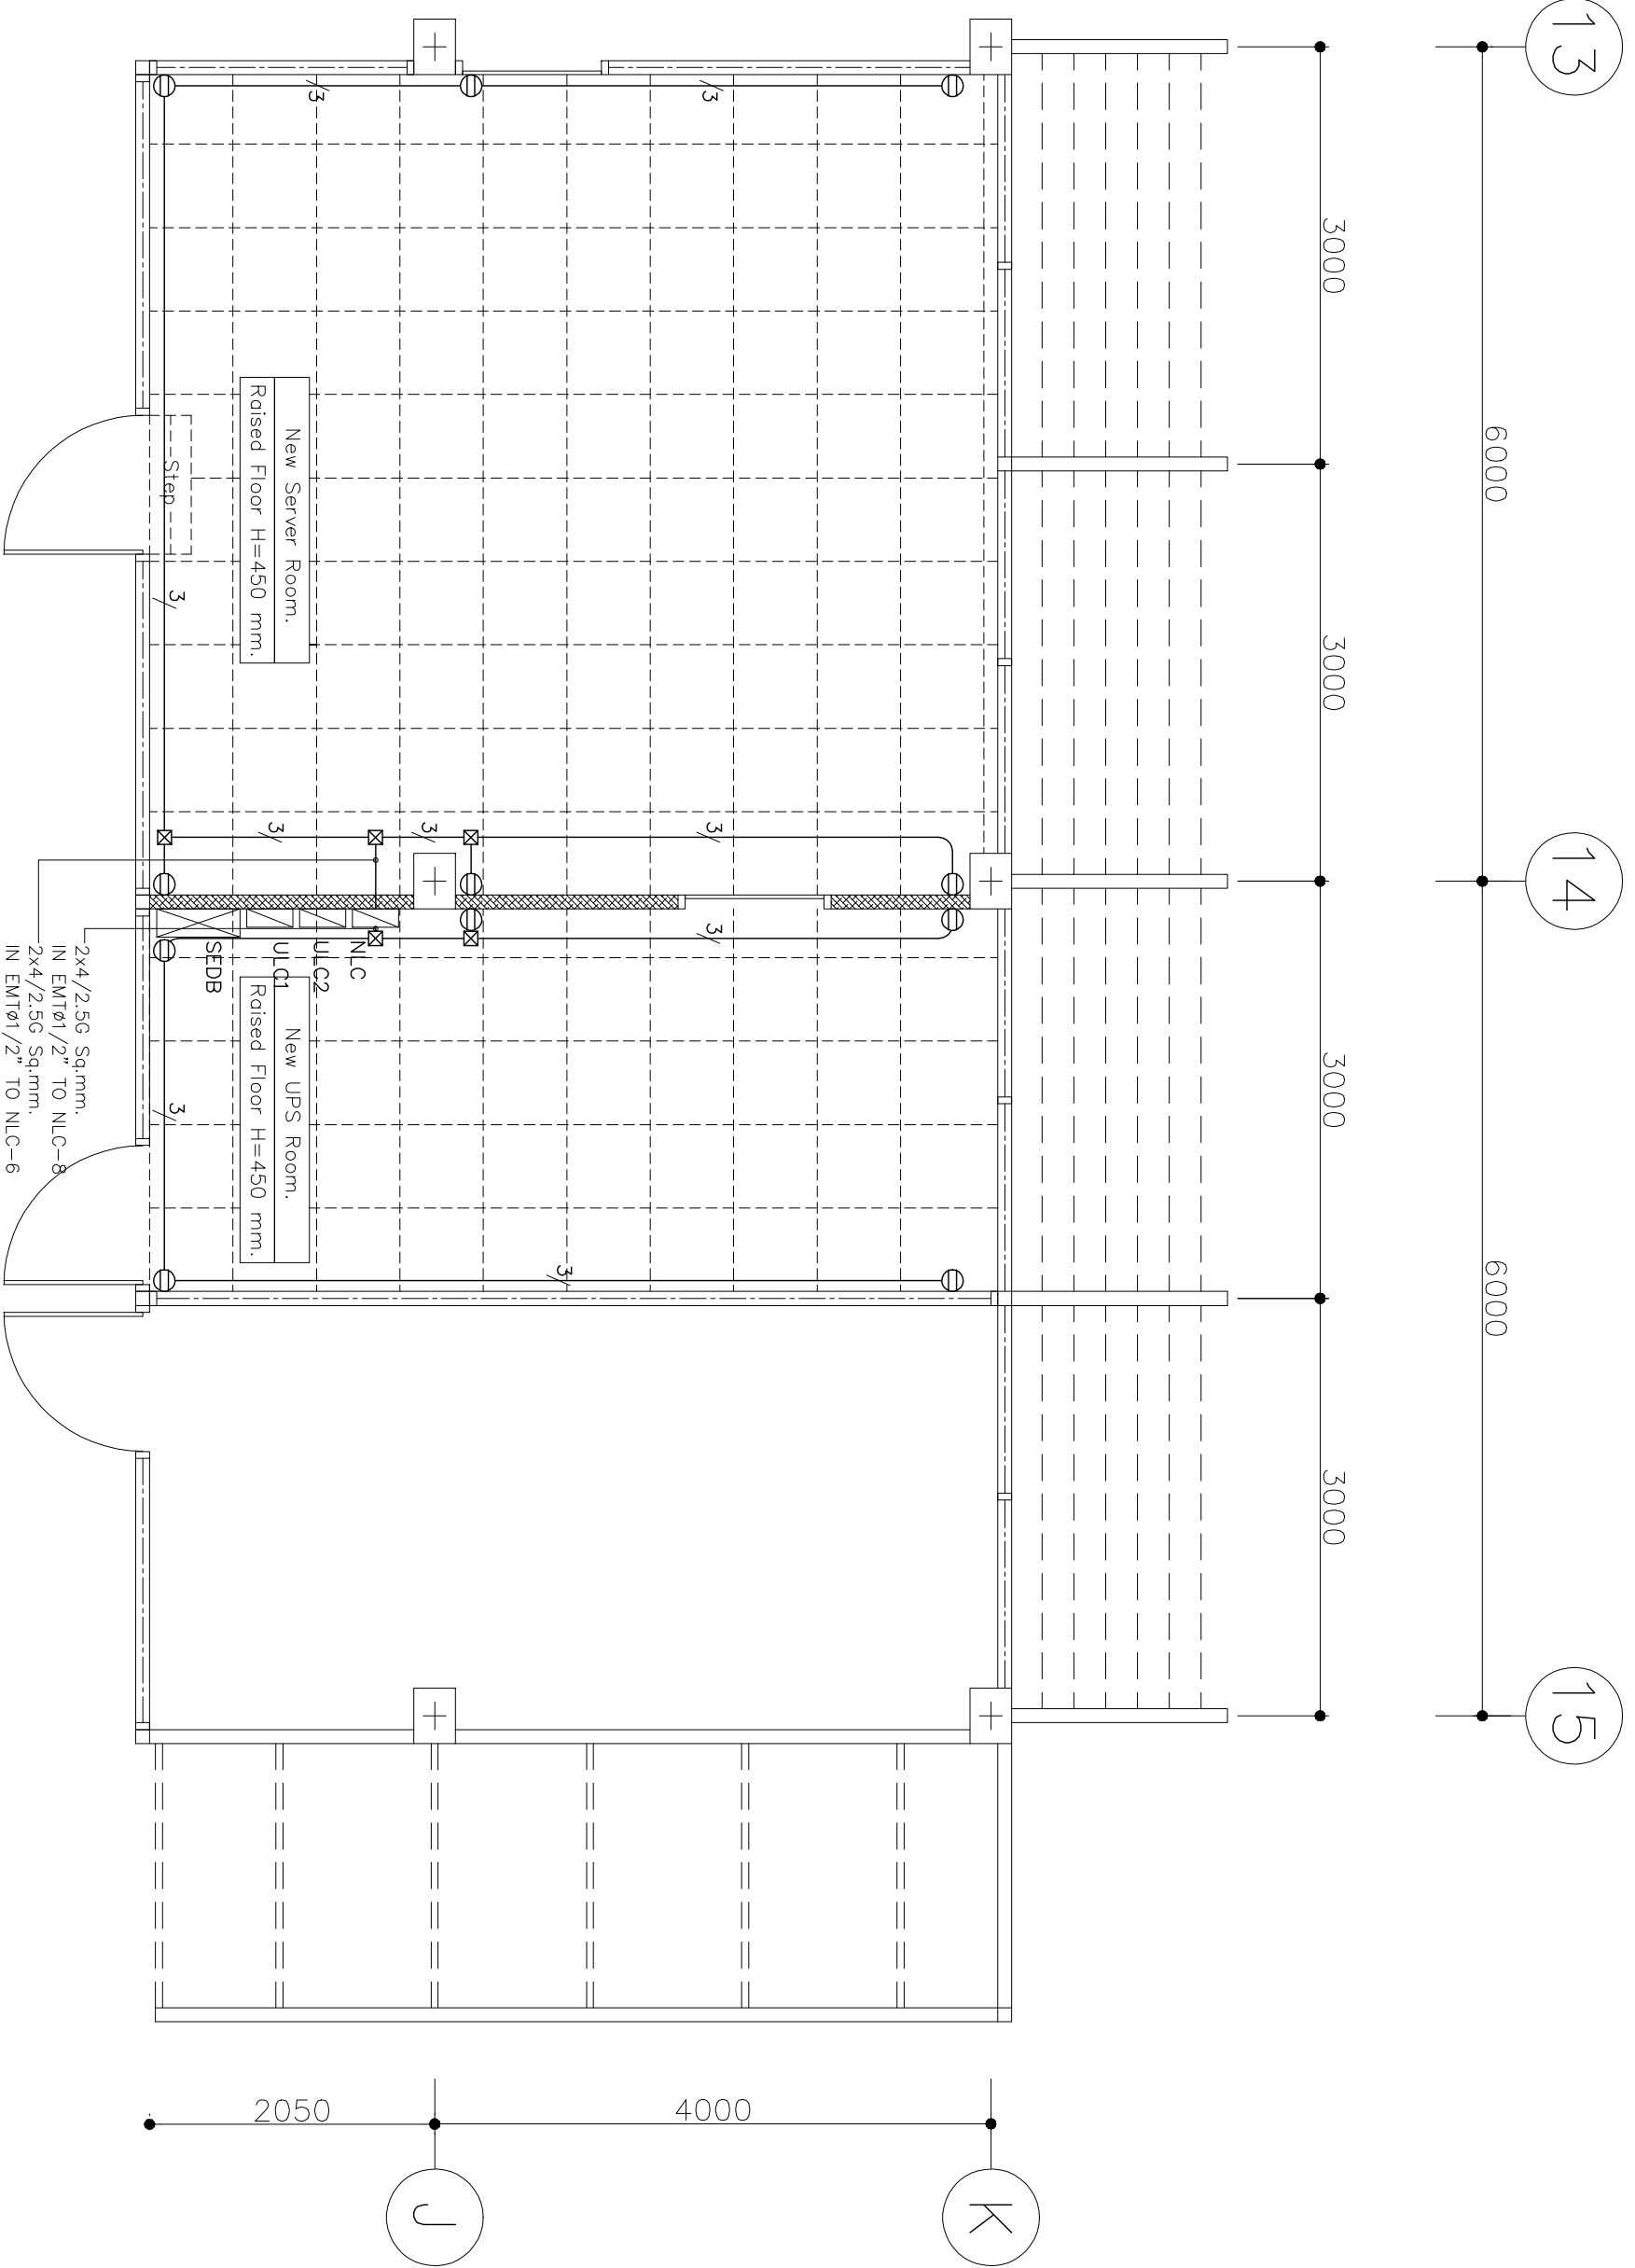 13
14
15
6000
6000
3000
3000
3000
3000
3
3
New Server Room.
Raised Floor H=450 mm.
Step
3
3
3
3
3
NLC
ULC2
ULC1
SEDB
New UPS Room.
Raised Floor H=450 mm.
3
3
2x4/2.5G Sq.mm.
IN EMTø1/2" TO NLC-8
2x4/2.5G Sq.mm.
IN EMTø1/2" TO NLC-6
2050
4000
J
K